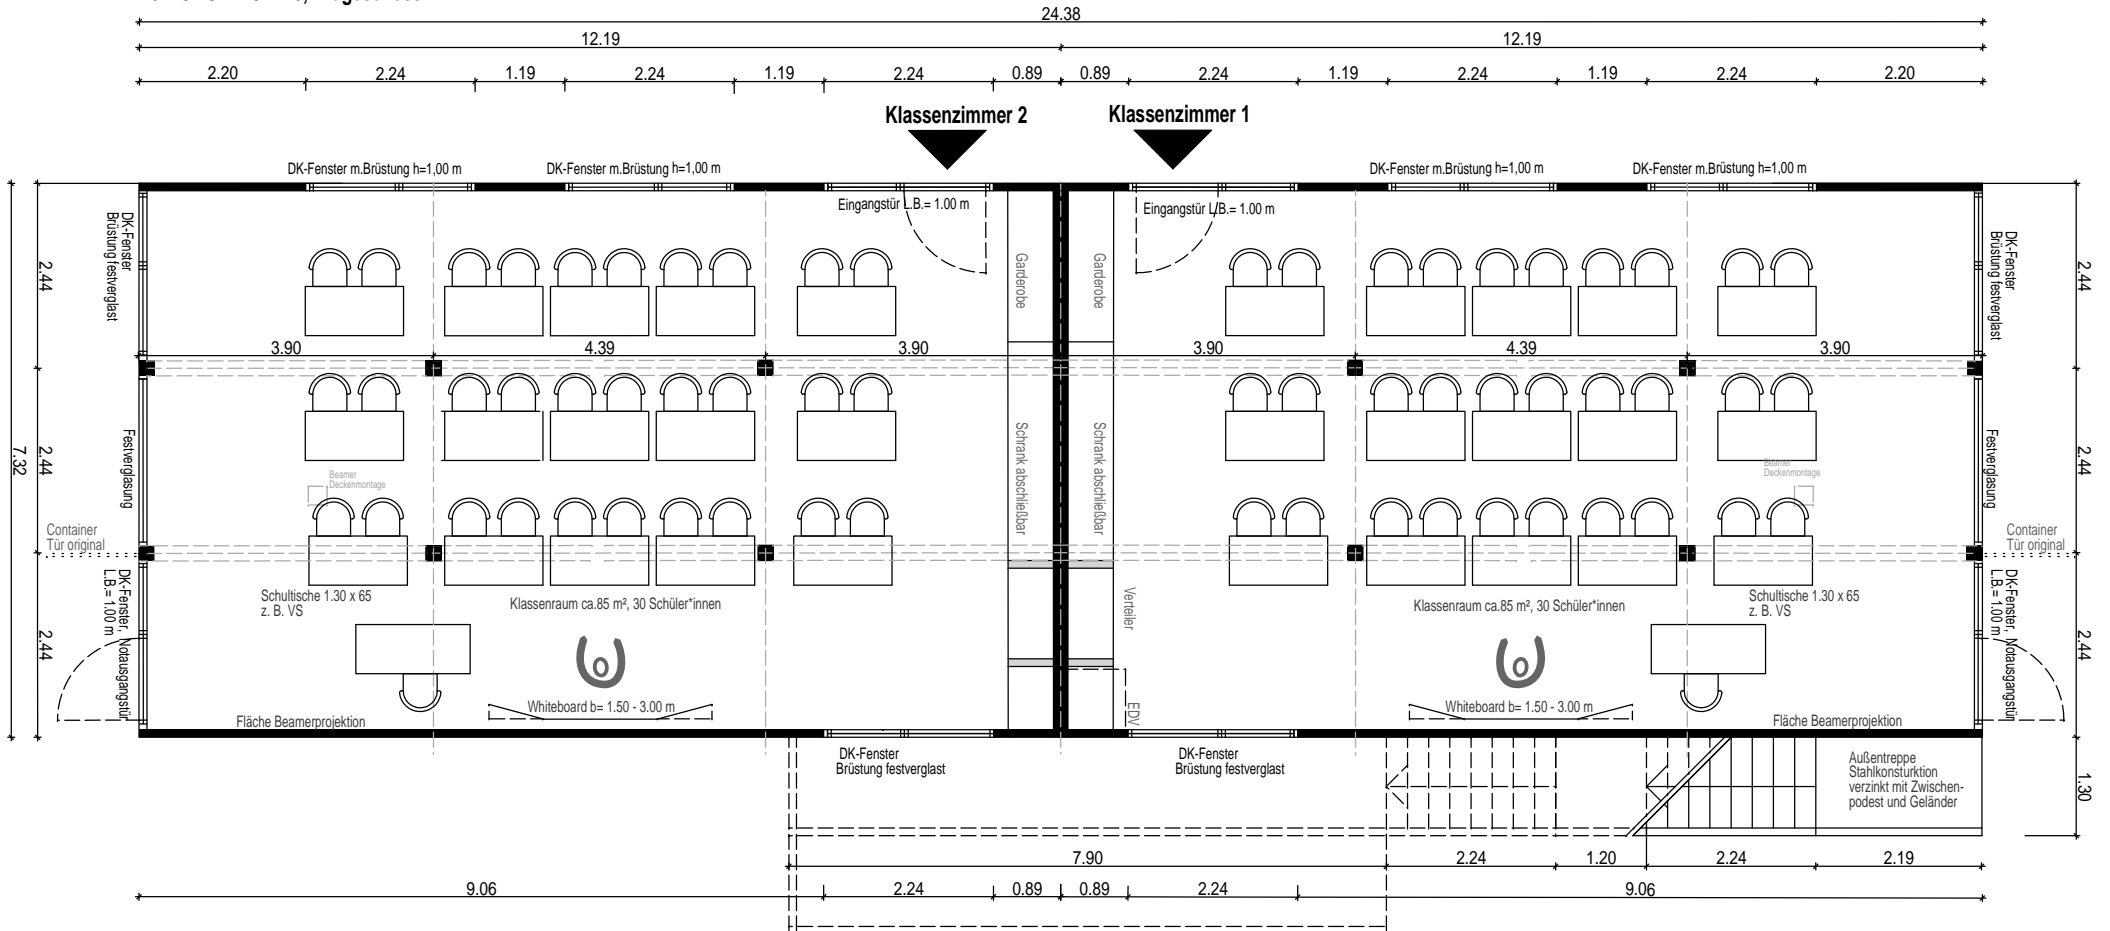 24.38
12.19 12.19
2.20 2.24 1.19 2.24 1.19 2.24 0.89 0.89 2.24 1.19 2.24 1.19 2.24 2.20
Klassenzimmer 2 Klassenzimmer 1
DK-Fenster m.Brüstung h=1,00 m DK-Fenster m.Brüstung h=1,00 m DK-Fenster m.Brüstung h=1,00 m DK-Fenster m.Brüstung h=1,00 m
Eingangstür L.B.= 1.00 m Eingangstür L.B.= 1.00 m
DK-Fenster
Brüstung festverglast
DK-Fenster
Brüstung festverglast
2.44
2.44
Garderobe
Garderobe
3.90 4.39 3.90 3.90 4.39 3.90
7.32
2.44
2.44
Festverglasung
Festverglasung
Schrank abschließbar
Schrank abschließbar
Beamer
Deckenmontage
Beamer
Deckenmontage
Container
Tür original
Container
Tür original
DK-Fenster, Notausgangstür
L.B.= 1.00 m
DK-Fenster, Notausgangstür
L.B.= 1.00 m
Schultische 1.30 x 65
z. B. VS
Klassenraum ca.85 m², 30 Schüler*innen
Verteiler
Klassenraum ca.85 m², 30 Schüler*innen
Schultische 1.30 x 65
z. B. VS
2.44
2.44
Whiteboard b= 1.50 - 3.00 m
Whiteboard b= 1.50 - 3.00 m
EDV
Fläche Beamerprojektion
Fläche Beamerprojektion
DK-Fenster
Brüstung festverglast
DK-Fenster
Brüstung festverglast
Außentreppe
Stahlkonsturktion
verzinkt mit Zwischen-
podest und Geländer
1.30
7.90 2.24 1.20 2.24 2.19
9.06 2.24 0.89 0.89 2.24 9.06